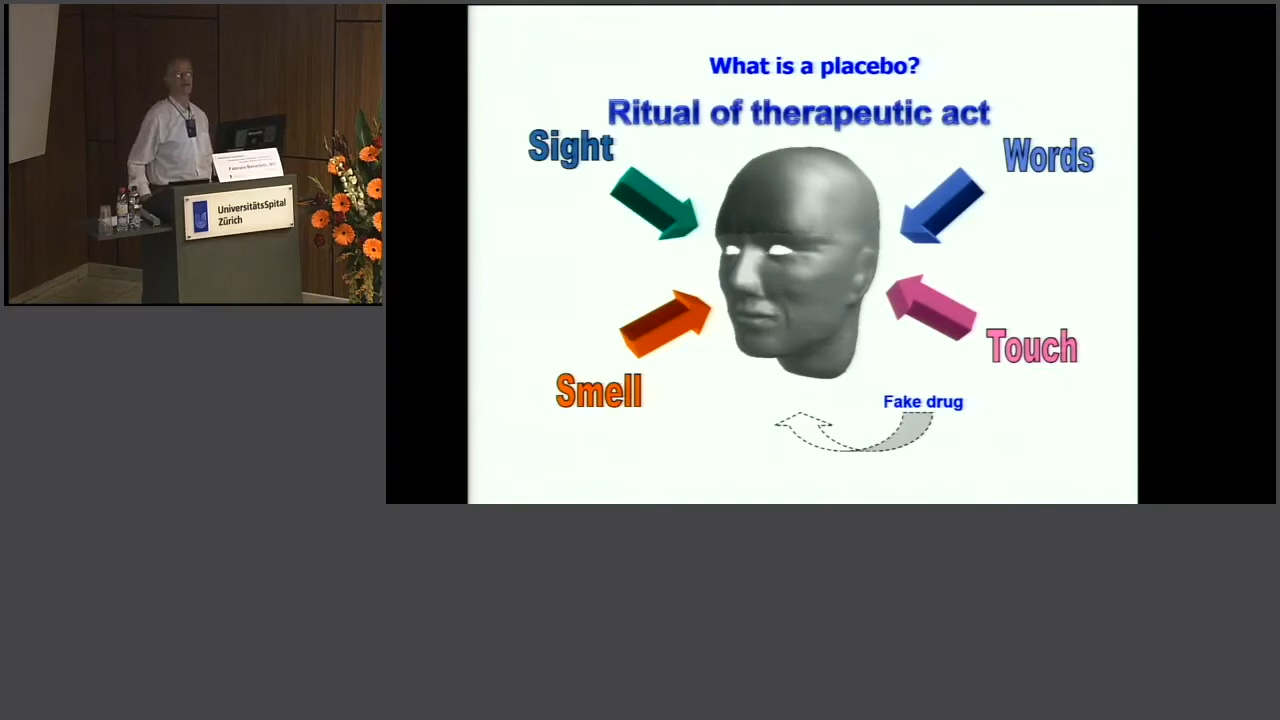 What is a placebo?
Ritual of therapeutic act
Sight
Words
Smell
Touch
Fake drug
UniversitätsSpital
Zürich